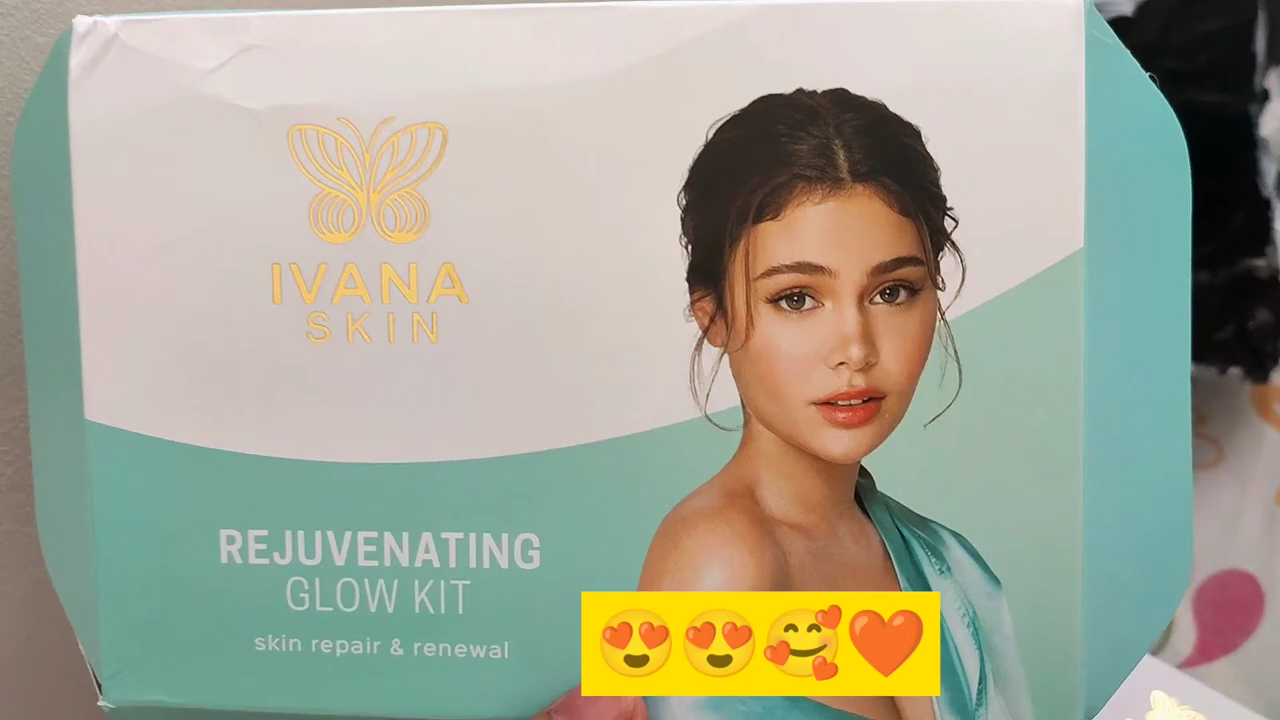 IVANA
SKIN
REJUVENATING
GLOW KIT
skin repair & renewal
😍😍🥰❤️